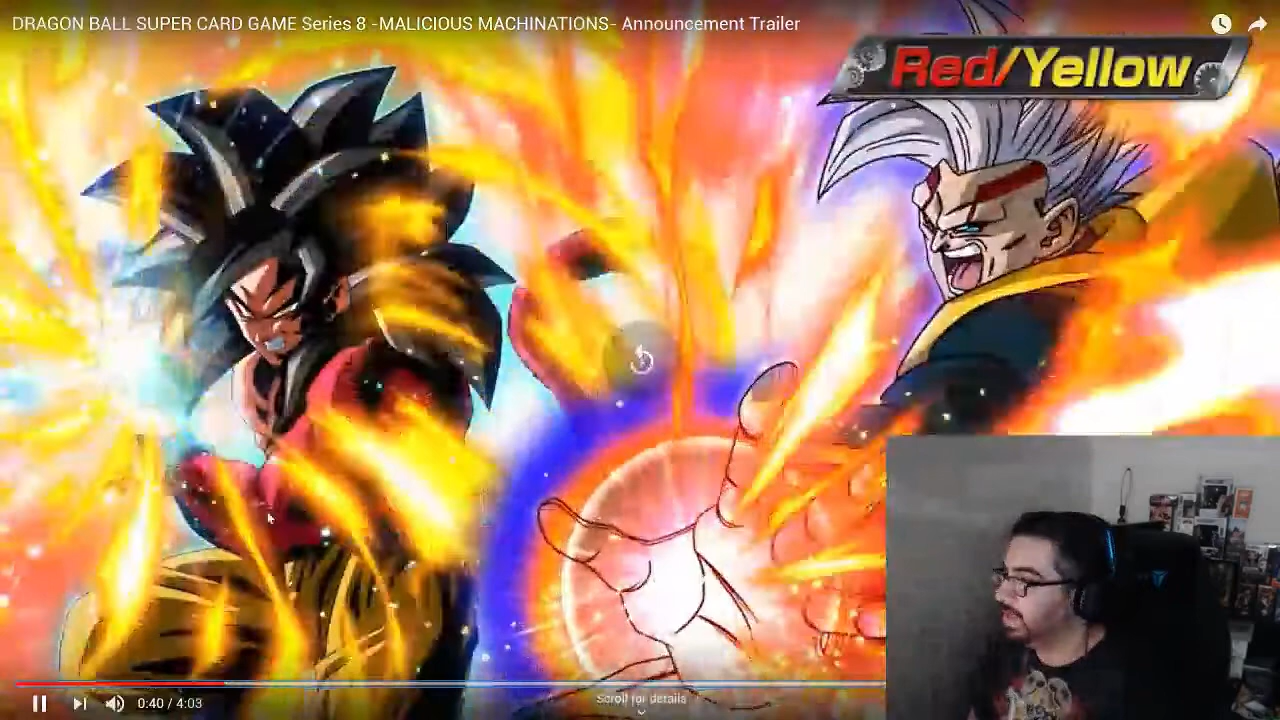 DRAGON BALL SUPER CARD GAME Series 8 -MALICIOUS MACHINATIONS- Announcement Trailer
Red/Yellow
0:40 / 4:03
Scroll for details